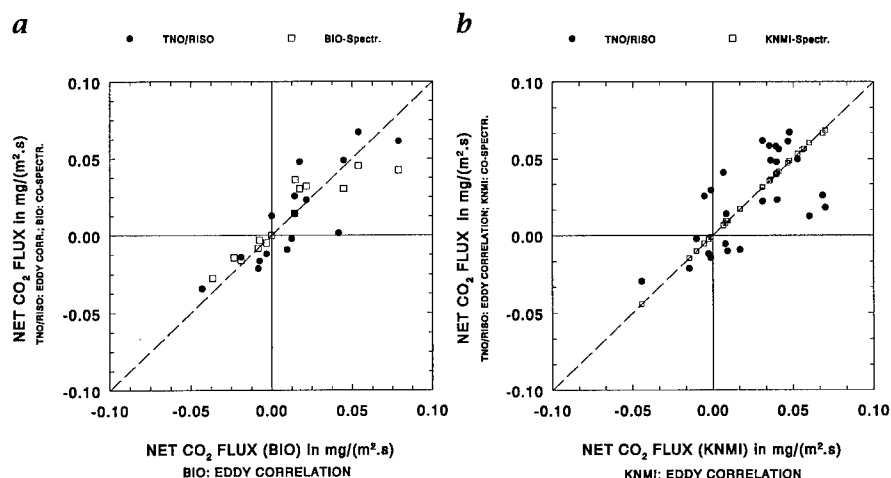 a
TNO/RISO
BIO-Spectr.
NET CO₂ FLUX in mg/(m².s)
TNO/RISO: EDDY CORR.; BIO: CO-SPECTR.
0.10
0.05
0.00
-0.05
-0.10
-0.10
-0.05
0.00
0.05
0.10
NET CO₂ FLUX (BIO) in mg/(m².s)
BIO: EDDY CORRELATION
b
TNO/RISO
KNMI-Spectr.
NET CO₂ FLUX in mg/(m².s)
TNO/RISO: EDDY CORRELATION; KNMI: CO-SPECTR.
0.10
0.05
0.00
-0.05
-0.10
-0.10
-0.05
0.00
0.05
0.10
NET CO₂ FLUX (KNMI) in mg/(m².s)
KNMI: EDDY CORRELATION